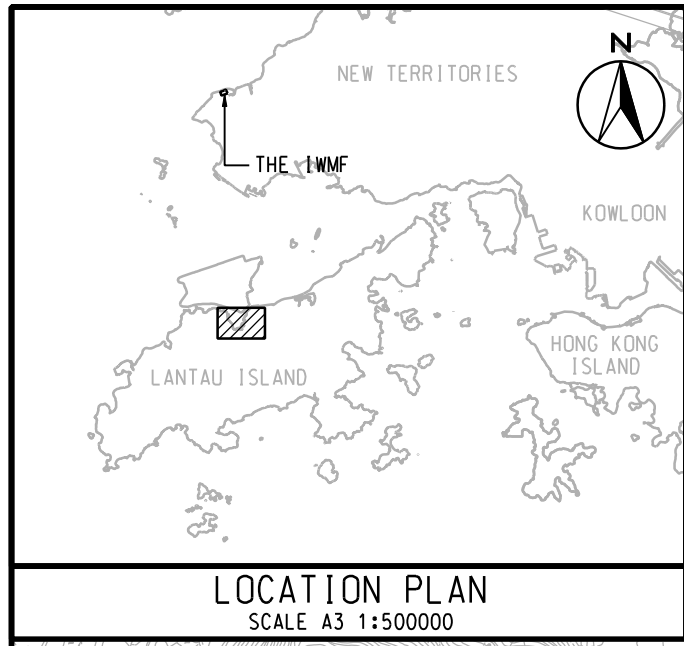 N
NEW TERRITORIES
THE IWMF
KOWLOON
HONG KONG
ISLAND
LANTAU ISLAND
LOCATION PLAN
SCALE A3 1:500000